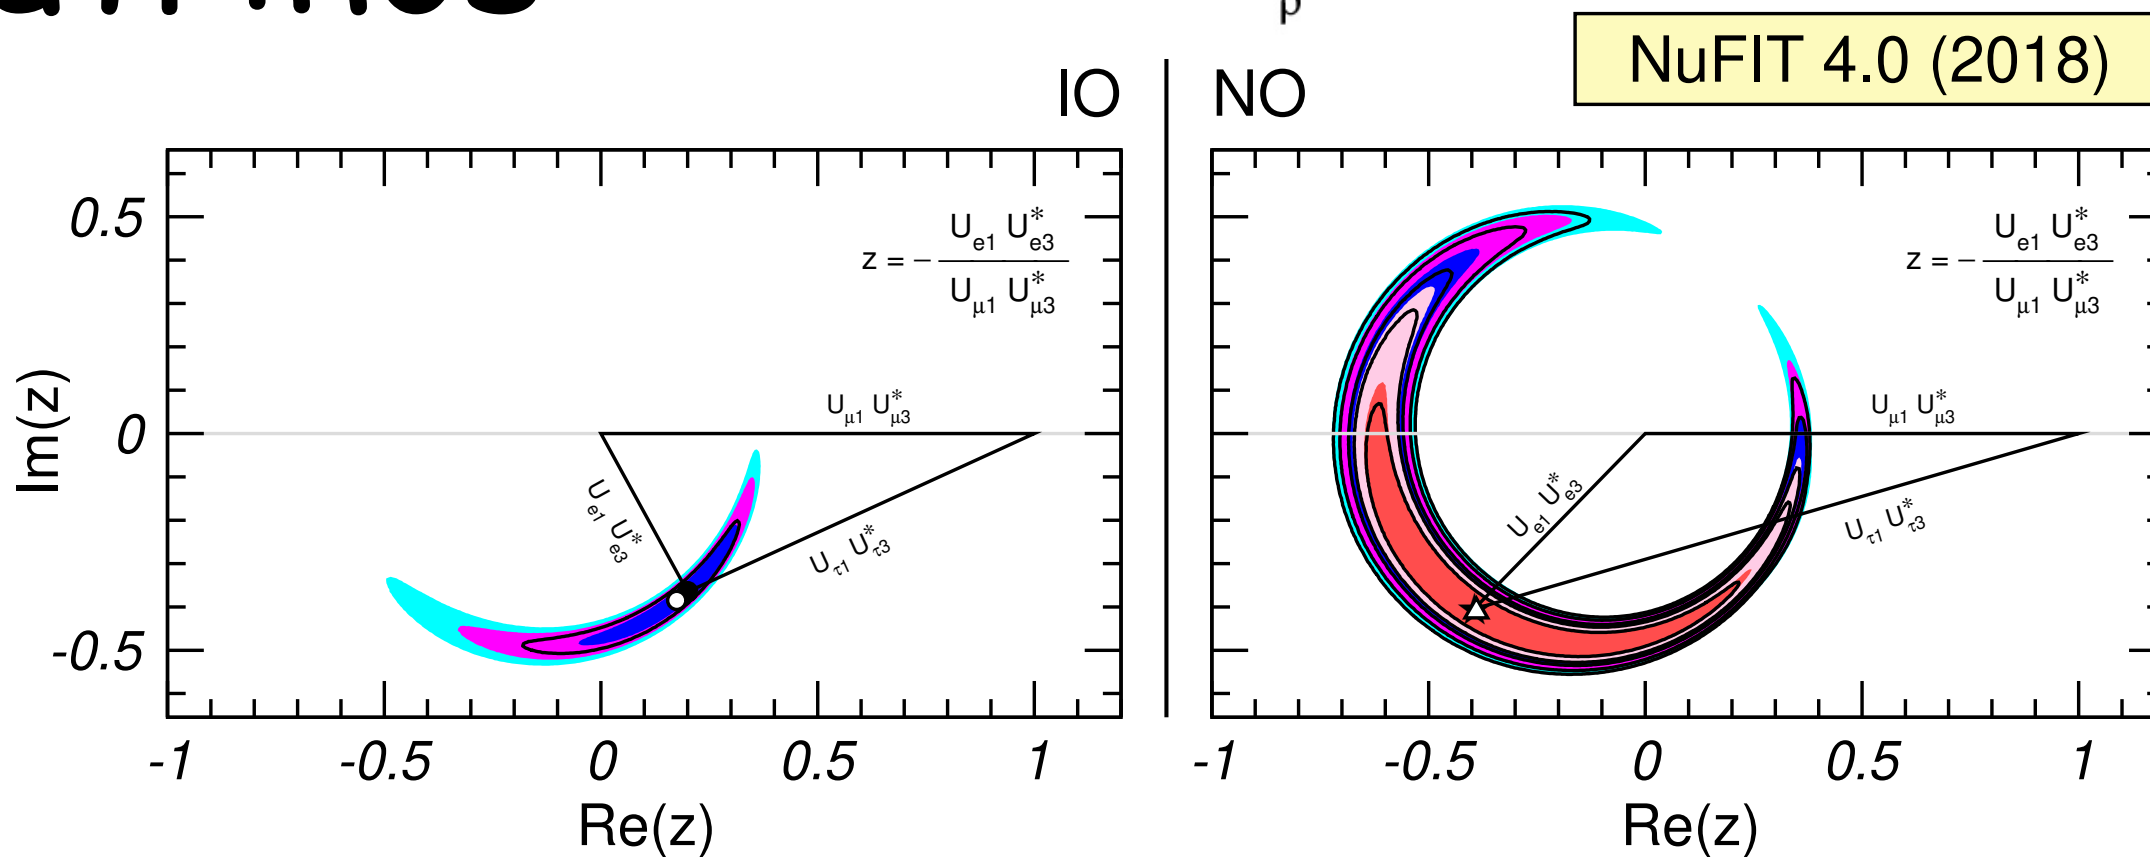 ρ
NuFIT 4.0 (2018)
IO
NO
z = − U_e1 U*_e3 / U_μ1 U*_μ3
z = − U_e1 U*_e3 / U_μ1 U*_μ3
0.5
0
-0.5
Im(z)
U_μ1 U*_μ3
U_e1 U*_e3
U_τ1 U*_τ3
U_μ1 U*_μ3
U_e1 U*_e3
U_τ1 U*_τ3
-1 -0.5 0 0.5 1
-1 -0.5 0 0.5 1
Re(z)
Re(z)